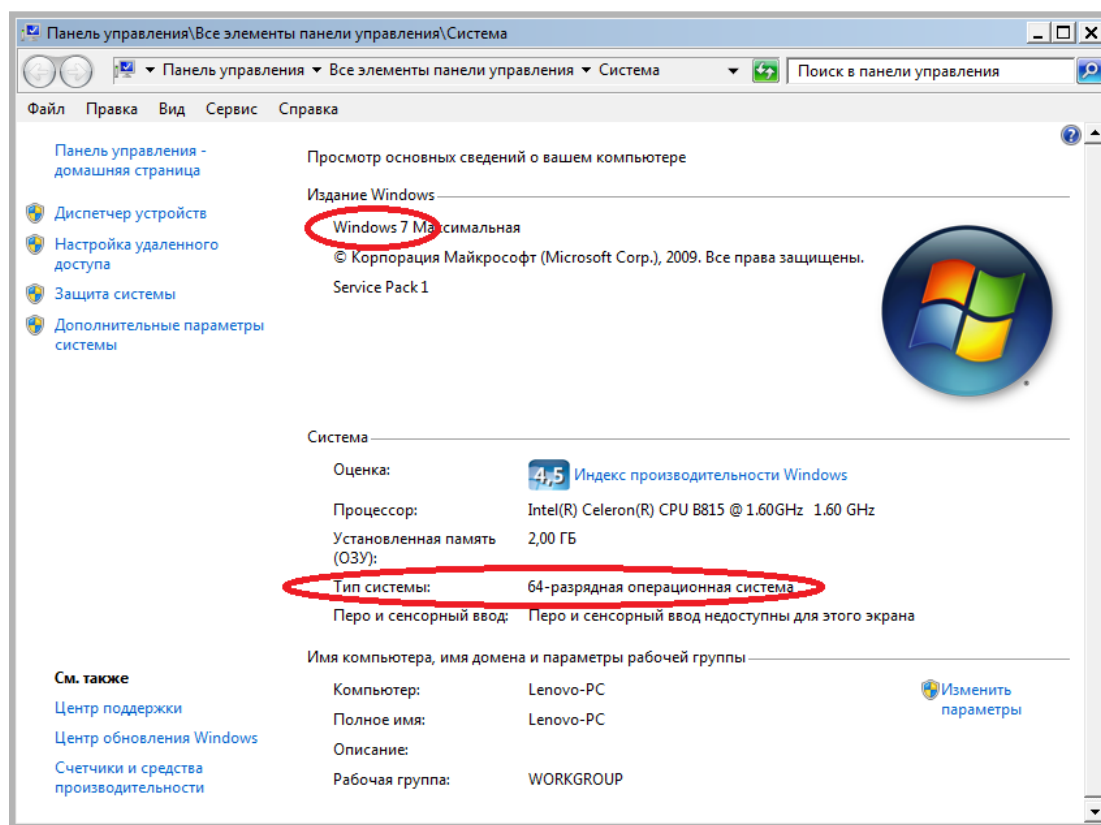 Панель управления\Все элементы панели управления\Система
Панель управления Все элементы панели управления Система Поиск в панели управления
Файл Правка Вид Сервис Справка
Панель управления -
домашняя страница
Диспетчер устройств
Настройка удаленного
доступа
Защита системы
Дополнительные параметры
системы
Просмотр основных сведений о вашем компьютере
Издание Windows
Windows 7 Максимальная
© Корпорация Майкрософт (Microsoft Corp.), 2009. Все права защищены.
Service Pack 1
Система
Оценка: 4,5 Индекс производительности Windows
Процессор: Intel(R) Celeron(R) CPU B815 @ 1.60GHz 1.60 GHz
Установленная память 2,00 ГБ
(ОЗУ):
Тип системы: 64-разрядная операционная система
Перо и сенсорный ввод: Перо и сенсорный ввод недоступны для этого экрана
Имя компьютера, имя домена и параметры рабочей группы
Компьютер: Lenovo-PC
Изменить
параметры
Полное имя: Lenovo-PC
Описание:
Рабочая группа: WORKGROUP
См. также
Центр поддержки
Центр обновления Windows
Счетчики и средства
производительности